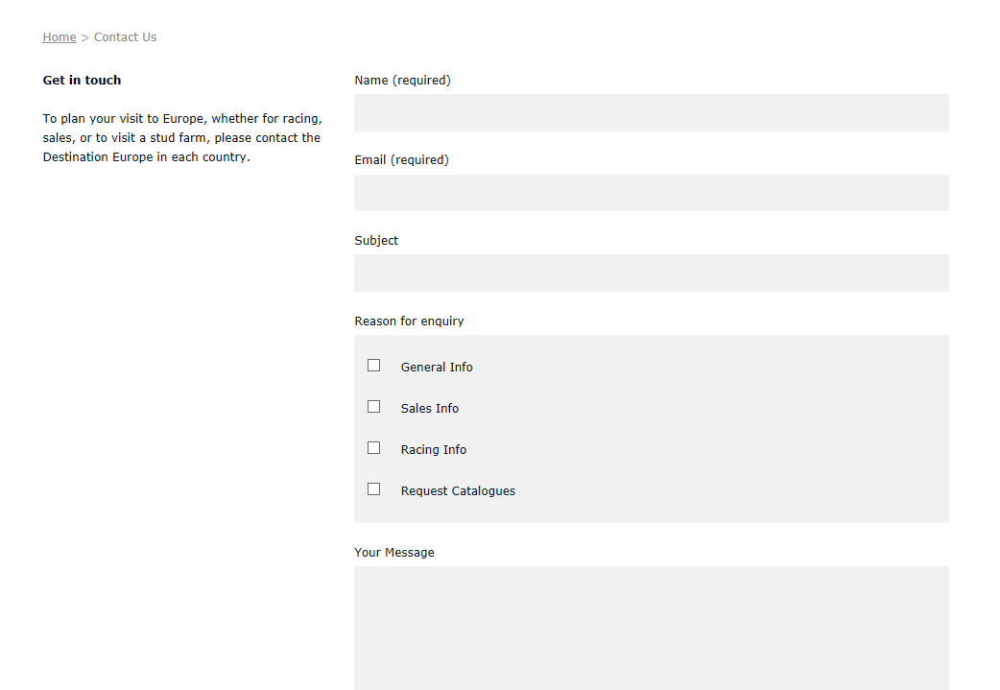 Home > Contact Us
Get in touch
To plan your visit to Europe, whether for racing,
sales, or to visit a stud farm, please contact the
Destination Europe in each country.
Name (required)
Email (required)
Subject
Reason for enquiry
General Info
Sales Info
Racing Info
Request Catalogues
Your Message